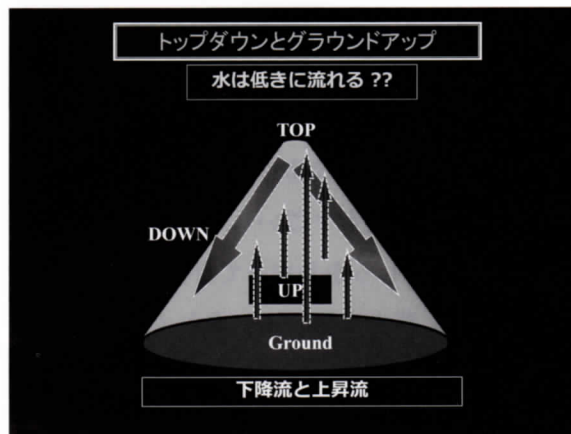 トップダウンとグラウンドアップ
水は低きに流れる ??
TOP
DOWN
UP
Ground
下降流と上昇流